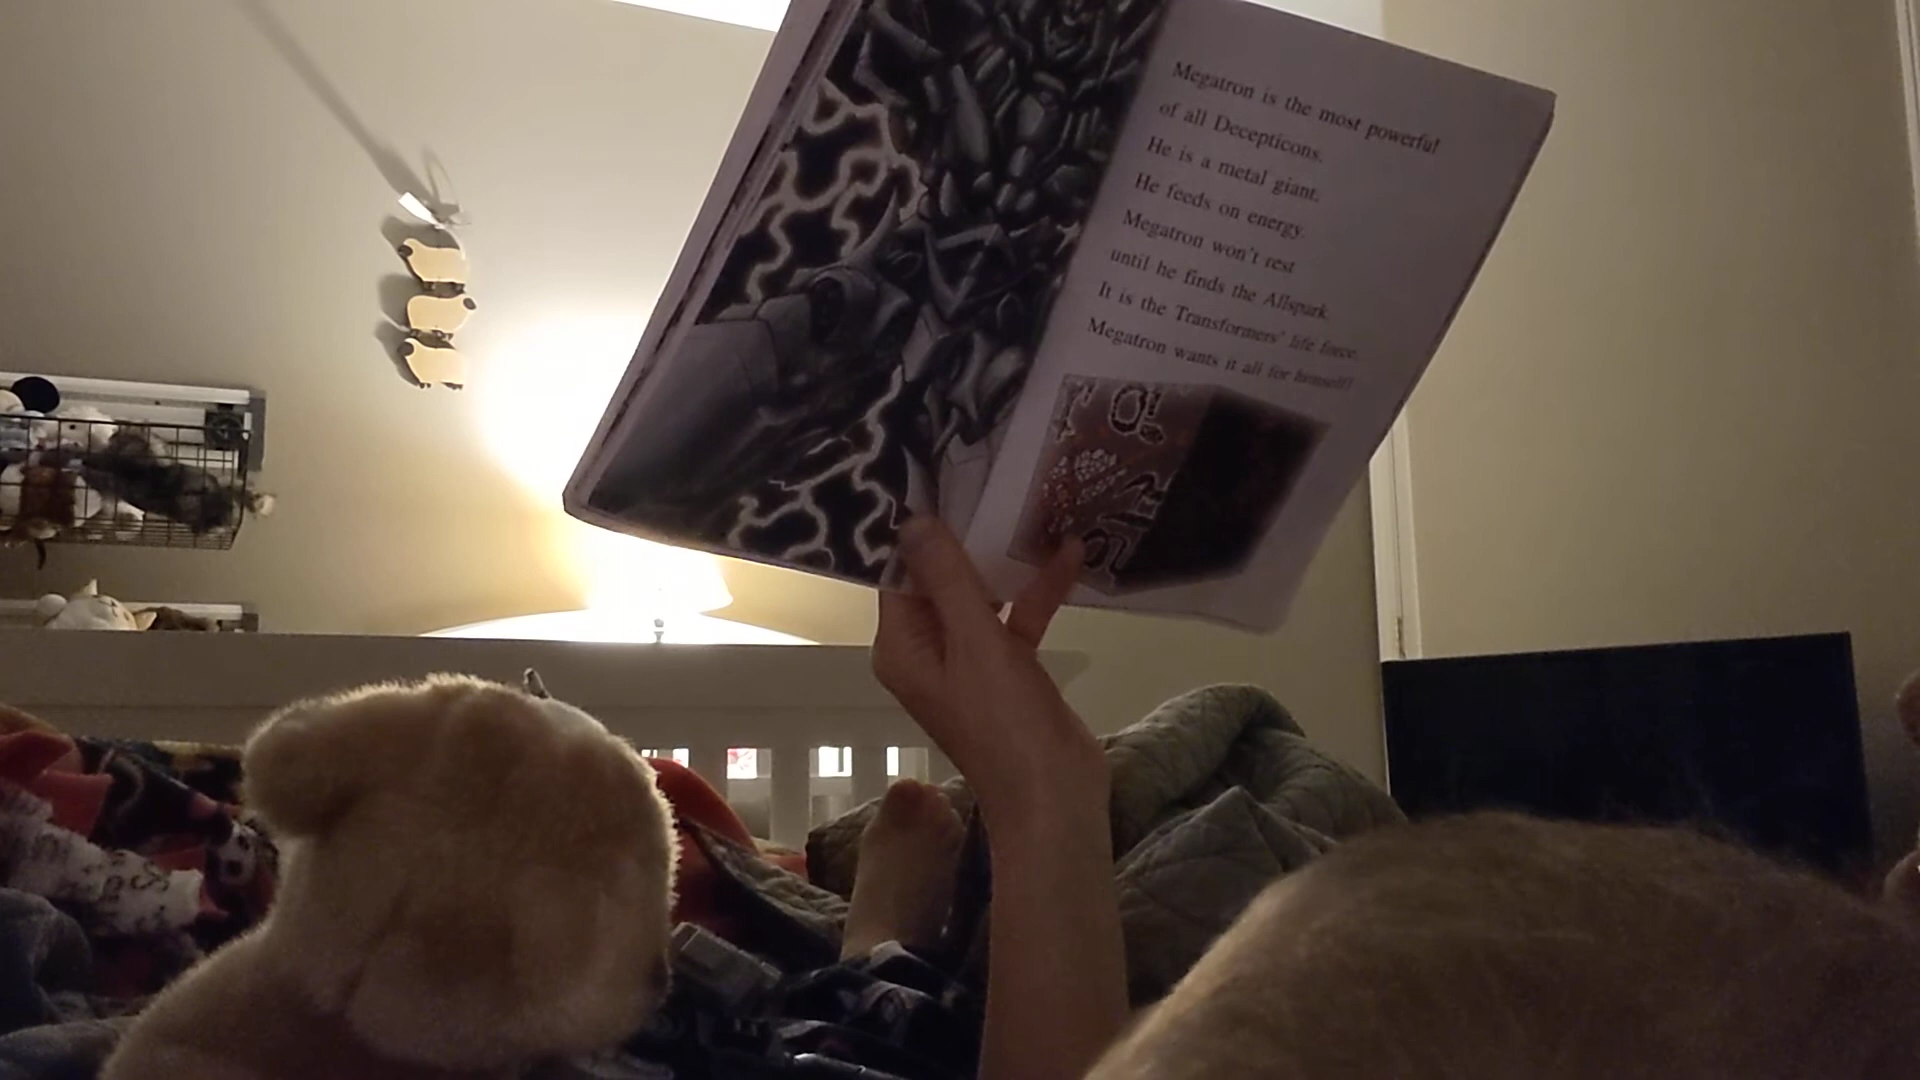 Megatron is the most powerful
of all Decepticons.
He is a metal giant.
He feeds on energy.
Megatron won't rest
until he finds the Allspark.
It is the Transformers' life force.
Megatron wants it all for himself!